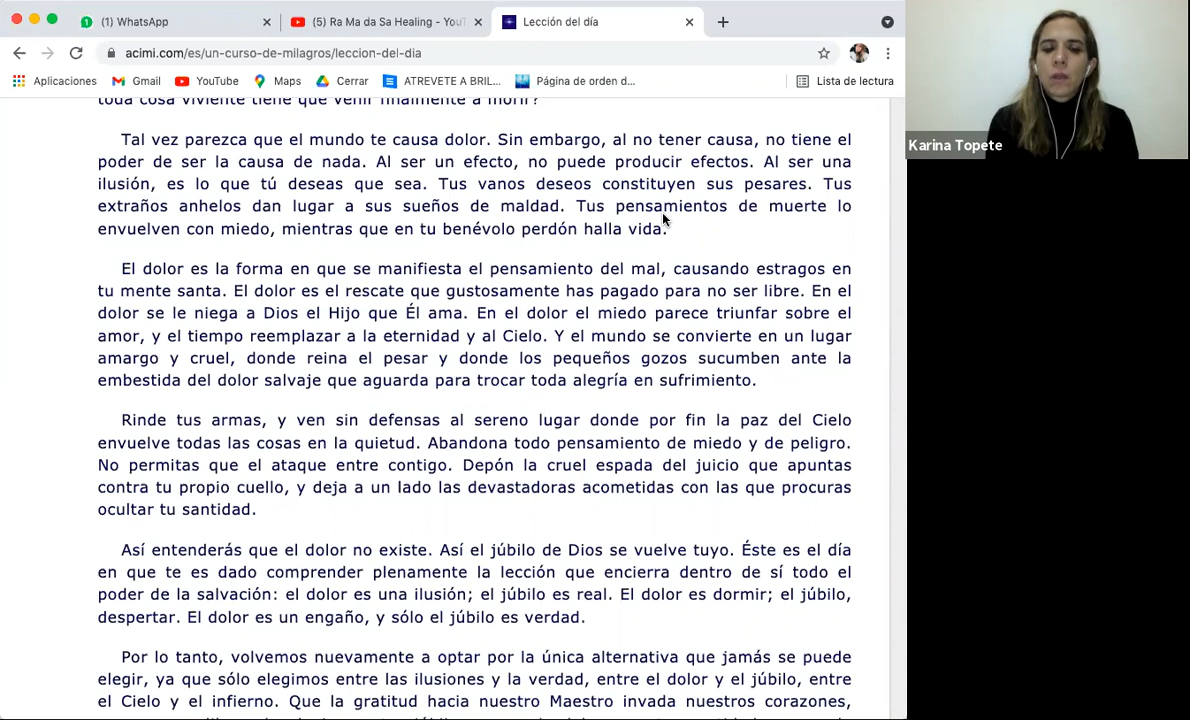 (1) WhatsApp
(5) Ra Ma da Sa Healing - You
Lección del día
acimi.com/es/un-curso-de-milagros/leccion-del-dia
Aplicaciones
Gmail
YouTube
Maps
Cerrar
ATREVETE A BRIL...
Página de orden d...
Lista de lectura
toda cosa viviente tiene que venir finalmente a morir?
Tal vez parezca que el mundo te causa dolor. Sin embargo, al no tener causa, no tiene el
poder de ser la causa de nada. Al ser un efecto, no puede producir efectos. Al ser una
ilusión, es lo que tú deseas que sea. Tus vanos deseos constituyen sus pesares. Tus
extraños anhelos dan lugar a sus sueños de maldad. Tus pensamientos de muerte lo
envuelven con miedo, mientras que en tu benévolo perdón halla vida.
El dolor es la forma en que se manifiesta el pensamiento del mal, causando estragos en
tu mente santa. El dolor es el rescate que gustosamente has pagado para no ser libre. En el
dolor se le niega a Dios el Hijo que Él ama. En el dolor el miedo parece triunfar sobre el
amor, y el tiempo reemplazar a la eternidad y al Cielo. Y el mundo se convierte en un lugar
amargo y cruel, donde reina el pesar y donde los pequeños gozos sucumben ante la
embestida del dolor salvaje que aguarda para trocar toda alegría en sufrimiento.
Rinde tus armas, y ven sin defensas al sereno lugar donde por fin la paz del Cielo
envuelve todas las cosas en la quietud. Abandona todo pensamiento de miedo y de peligro.
No permitas que el ataque entre contigo. Depón la cruel espada del juicio que apuntas
contra tu propio cuello, y deja a un lado las devastadoras acometidas con las que procuras
ocultar tu santidad.
Así entenderás que el dolor no existe. Así el júbilo de Dios se vuelve tuyo. Éste es el día
en que te es dado comprender plenamente la lección que encierra dentro de sí todo el
poder de la salvación: el dolor es una ilusión; el júbilo es real. El dolor es dormir; el júbilo,
despertar. El dolor es un engaño, y sólo el júbilo es verdad.
Por lo tanto, volvemos nuevamente a optar por la única alternativa que jamás se puede
elegir, ya que sólo elegimos entre las ilusiones y la verdad, entre el dolor y el júbilo, entre
el Cielo y el infierno. Que la gratitud hacia nuestro Maestro invada nuestros corazones,
Karina Topete